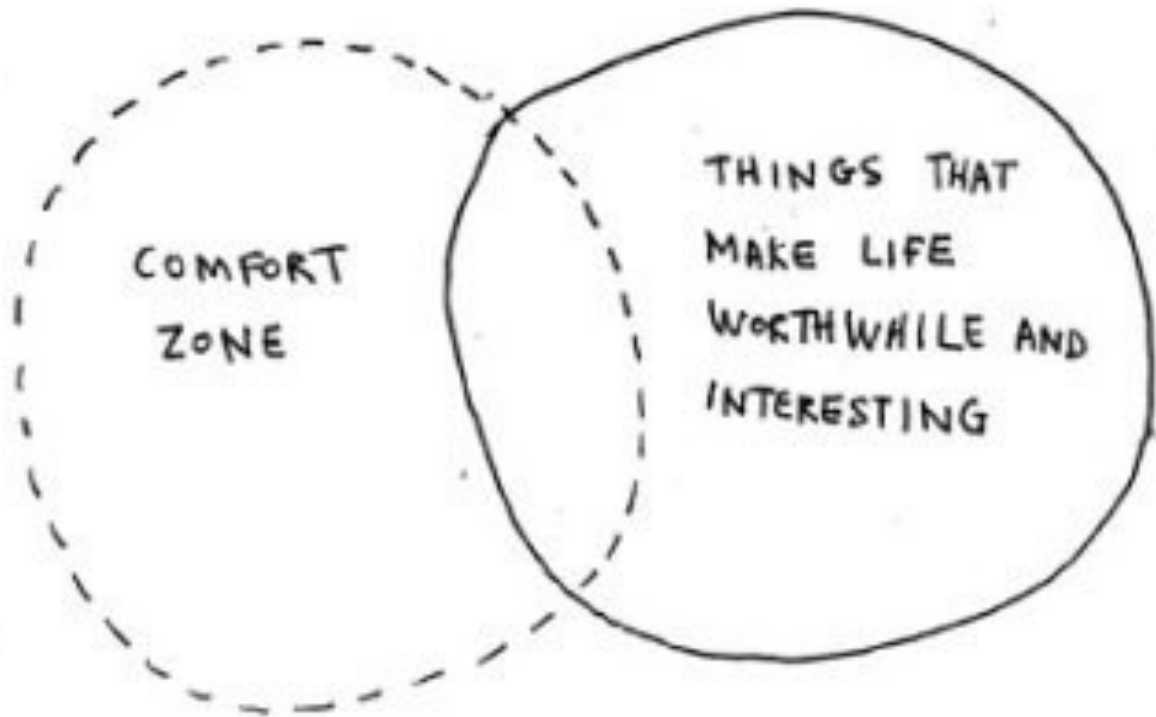 COMFORT
ZONE
THINGS THAT
MAKE LIFE
WORTHWHILE AND
INTERESTING